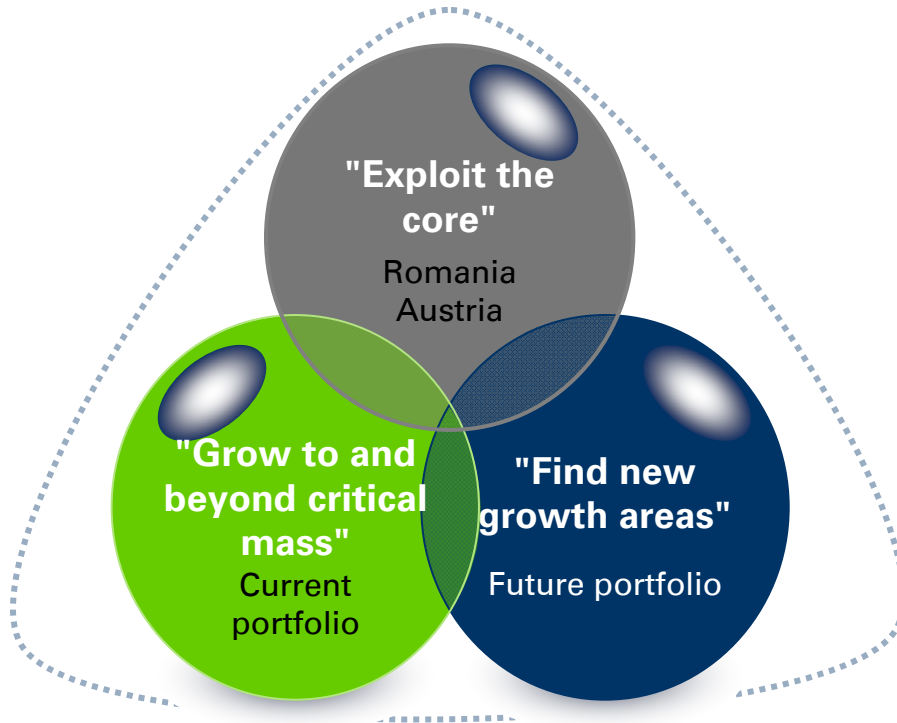 "Exploit the
core"
Romania
Austria
"Grow to and
beyond critical
mass"
Current
portfolio
"Find new
growth areas"
Future portfolio